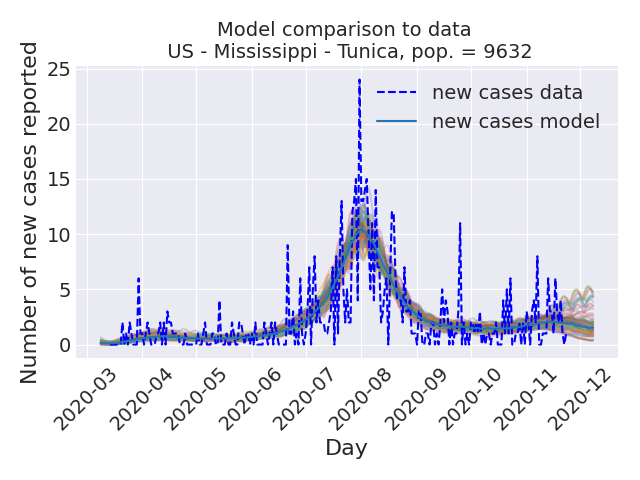 Model comparison to data
US - Mississippi - Tunica, pop. = 9632
Number of new cases reported
25
20
15
10
5
0
new cases data
new cases model
2020-03
2020-04
2020-05
2020-06
2020-07
2020-08
2020-09
2020-10
2020-11
2020-12
Day